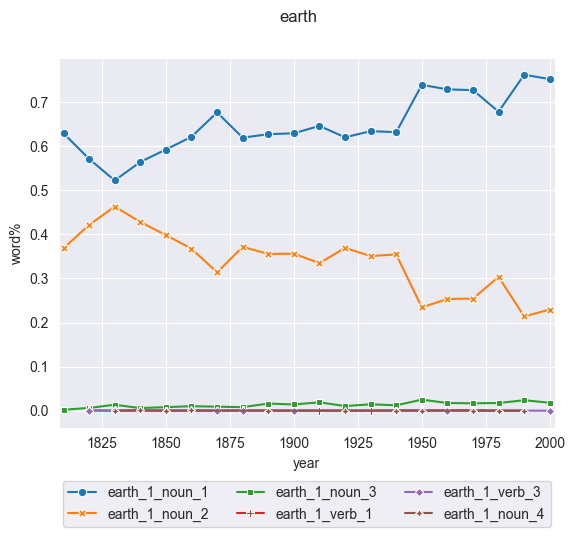 earth
0.7
0.6
0.5
0.4
0.3
0.2
0.1
0.0
word%
1825 1850 1875 1900 1925 1950 1975 2000
year
earth_1_noun_1 earth_1_noun_3 earth_1_verb_3
earth_1_noun_2 earth_1_verb_1 earth_1_noun_4